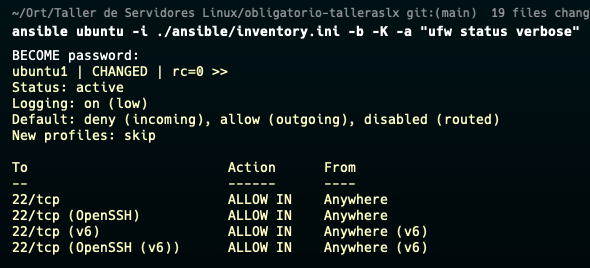 ~/Ort/Taller de Servidores Linux/obligatorio-talleraslx git:(main) 19 files chang
ansible ubuntu -i ./ansible/inventory.ini -b -K -a "ufw status verbose"
BECOME password:
ubuntu1 | CHANGED | rc=0 >>
Status: active
Logging: on (low)
Default: deny (incoming), allow (outgoing), disabled (routed)
New profiles: skip
To                         Action      From
--                         ------      ----
22/tcp                     ALLOW IN    Anywhere
22/tcp (OpenSSH)           ALLOW IN    Anywhere
22/tcp (v6)                ALLOW IN    Anywhere (v6)
22/tcp (OpenSSH (v6))      ALLOW IN    Anywhere (v6)